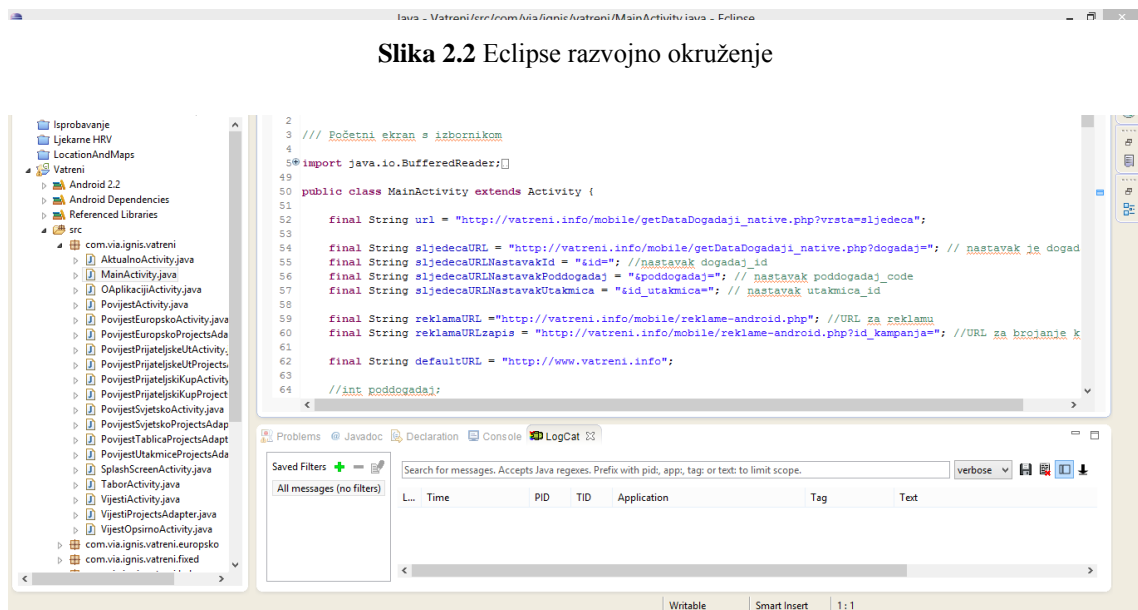 Java - Vatreni/src/com/via/ignis/vatreni/MainActivity.java - Eclipse
Slika 2.2 Eclipse razvojno okruženje
Isprobavanje
Ljekarne HRV
LocationAndMaps
Vatreni
Android 2.2
Android Dependencies
Referenced Libraries
src
com.via.ignis.vatreni
AktualnoActivity.java
MainActivity.java
OAplikacijiActivity.java
PovijestActivity.java
PovijestEuropskoActivity.java
PovijestEuropskoProjectsAda
PovijestPrijateljskeUtActivity.
PovijestPrijateljskeUtProjects
PovijestPrijateljskiKupActivity
PovijestPrijateljskiKupProject
PovijestSvjetskoActivity.java
PovijestSvjetskoProjectsAdap
PovijestTablicaProjectsAdapt
PovijestUtakmiceProjectsAda
SplashScreenActivity.java
TaborActivity.java
VijestiActivity.java
VijestiProjectsAdapter.java
VijestOpsirnoActivity.java
com.via.ignis.vatreni.europsko
com.via.ignis.vatreni.fixed
2
3 /// Početni ekran s izbornikom
4
5 import java.io.BufferedReader;
49
50 public class MainActivity extends Activity {
51
52 final String url = "http://vatreni.info/mobile/getDataDogadaji_native.php?vrsta=sljedeca";
53
54 final String sljedecaURL = "http://vatreni.info/mobile/getDataDogadaji_native.php?dogadaj="; // nastavak je dogad
55 final String sljedecaURLNastavakId = "&id="; //nastavak dogadaj_id
56 final String sljedecaURLNastavakPoddogadaj = "&poddogadaj="; // nastavak poddogadaj_code
57 final String sljedecaURLNastavakUtakmica = "&id_utakmica="; // nastavak utakmica_id
58
59 final String reklamaURL ="http://vatreni.info/mobile/reklame-android.php"; //URL za reklamu
60 final String reklamaURLzapis = "http://vatreni.info/mobile/reklame-android.php?id_kampanja="; //URL za brojanje k
61
62 final String defaultURL = "http://www.vatreni.info";
63
64 //int poddogadaj;
Problems @ Javadoc Declaration Console LogCat
Saved Filters
All messages (no filters)
Search for messages. Accepts Java regexes. Prefix with pid:, app:, tag: or text: to limit scope.
verbose
L... Time PID TID Application Tag Text
Writable Smart Insert 1 : 1